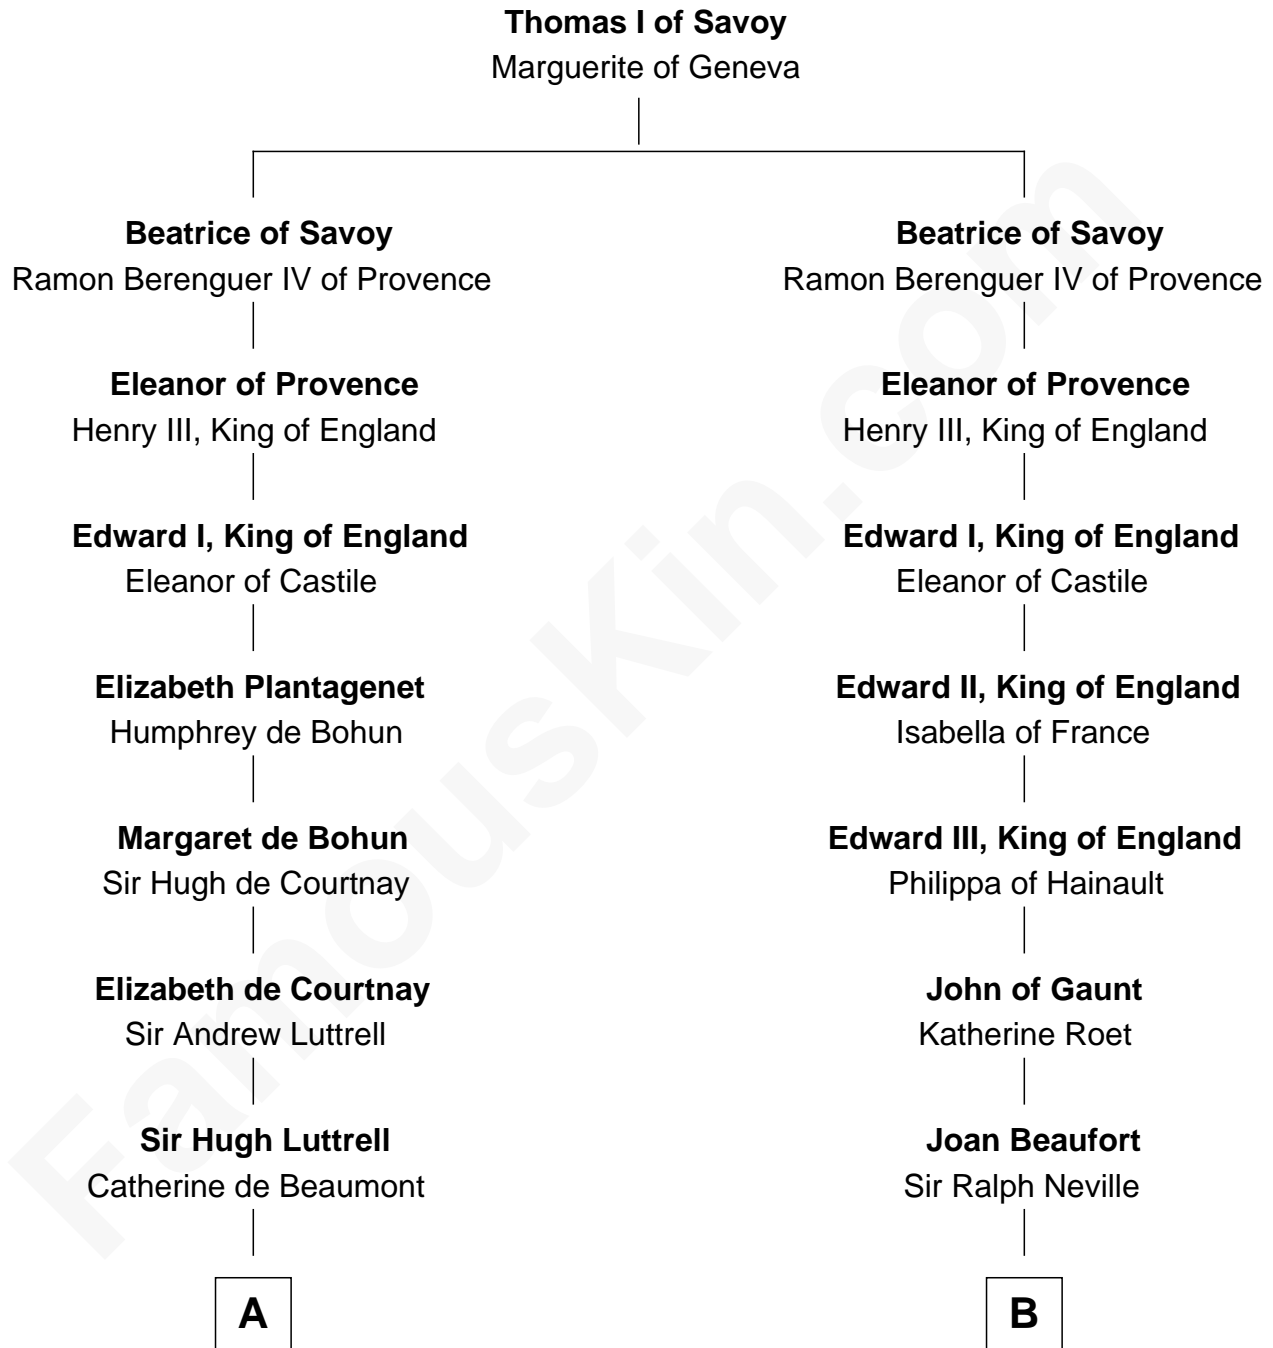 Thomas I of Savoy
Marguerite of Geneva
Beatrice of Savoy
Ramon Berenguer IV of Provence
Eleanor of Provence
Henry III, King of England
Edward I, King of England
Eleanor of Castile
Elizabeth Plantagenet
Humphrey de Bohun
Margaret de Bohun
Sir Hugh de Courtnay
Elizabeth de Courtnay
Sir Andrew Luttrell
Sir Hugh Luttrell
Catherine de Beaumont
A
Beatrice of Savoy
Ramon Berenguer IV of Provence
Eleanor of Provence
Henry III, King of England
Edward I, King of England
Eleanor of Castile
Edward II, King of England
Isabella of France
Edward III, King of England
Philippa of Hainault
John of Gaunt
Katherine Roet
Joan Beaufort
Sir Ralph Neville
B
FamousKin.com